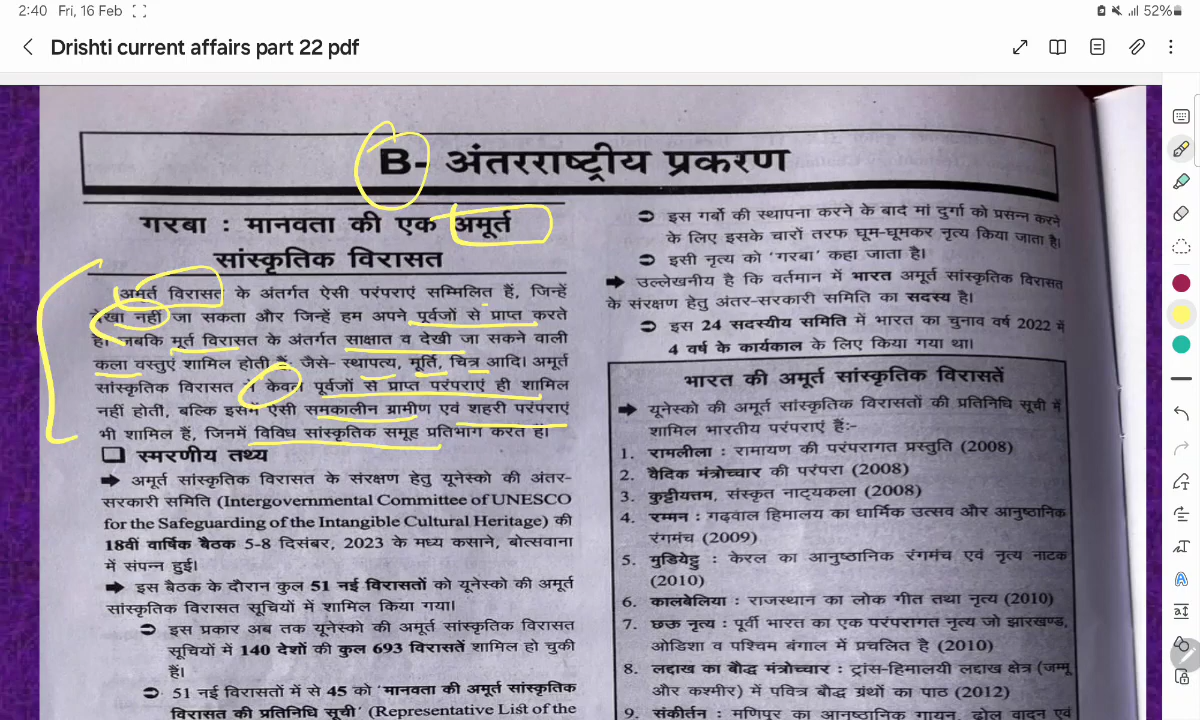 2:40 Fri, 16 Feb
52%
Drishti current affairs part 22 pdf
B- अंतरराष्ट्रीय प्रकरण
गरबा : मानवता की एक अमूर्त
सांस्कृतिक विरासत
अमूर्त विरासत के अंतर्गत ऐसी परंपराएं सम्मिलित हैं, जिन्हें
देखा नहीं जा सकता और जिन्हें हम अपने पूर्वजों से प्राप्त करते
हैं। जबकि मूर्त विरासत के अंतर्गत साक्षात व देखी जा सकने वाली
कला वस्तुएं शामिल होती हैं, जैसे- स्थापत्य, मूर्ति, चित्र आदि। अमूर्त
सांस्कृतिक विरासत में केवल पूर्वजों से प्राप्त परंपराएं ही शामिल
नहीं होती, बल्कि इसमें ऐसी समकालीन ग्रामीण एवं शहरी परंपराएं
भी शामिल हैं, जिनमें विविध सांस्कृतिक समूह प्रतिभाग करते हैं।
स्मरणीय तथ्य
अमूर्त सांस्कृतिक विरासत के संरक्षण हेतु यूनेस्को की अंतर-
सरकारी समिति (Intergovernmental Committee of UNESCO
for the Safeguarding of the Intangible Cultural Heritage) की
18वीं वार्षिक बैठक 5-8 दिसंबर, 2023 के मध्य कसाने, बोत्सवाना
में संपन्न हुई।
इस बैठक के दौरान कुल 51 नई विरासतों को यूनेस्को की अमूर्त
सांस्कृतिक विरासत सूचियों में शामिल किया गया।
इस प्रकार अब तक यूनेस्को की अमूर्त सांस्कृतिक विरासत
सूचियों में 140 देशों की कुल 693 विरासतें शामिल हो चुकी
हैं।
51 नई विरासतों में से 45 को 'मानवता की अमूर्त सांस्कृतिक
विरासत की प्रतिनिधि सूची' (Representative List of the
इस गर्बो की स्थापना करने के बाद मां दुर्गा को प्रसन्न करने
के लिए इसके चारों तरफ घूम-घूमकर नृत्य किया जाता है।
इसी नृत्य को 'गरबा' कहा जाता है।
उल्लेखनीय है कि वर्तमान में भारत अमूर्त सांस्कृतिक विरासत
के संरक्षण हेतु अंतर-सरकारी समिति का सदस्य है।
इस 24 सदस्यीय समिति में भारत का चुनाव वर्ष 2022 में
4 वर्ष के कार्यकाल के लिए किया गया था।
भारत की अमूर्त सांस्कृतिक विरासतें
यूनेस्को की अमूर्त सांस्कृतिक विरासतों की प्रतिनिधि सूची में
शामिल भारतीय परंपराएं हैं:-
1. रामलीला : रामायण की परंपरागत प्रस्तुति (2008)
2. वैदिक मंत्रोच्चार की परंपरा (2008)
3. कुट्टीयत्तम, संस्कृत नाट्यकला (2008)
4. रम्मन : गढ़वाल हिमालय का धार्मिक उत्सव और आनुष्ठानिक
रंगमंच (2009)
5. मुडियेट्टु : केरल का आनुष्ठानिक रंगमंच एवं नृत्य नाटक
(2010)
6. कालबेलिया : राजस्थान का लोक गीत तथा नृत्य (2010)
7. छऊ नृत्य : पूर्वी भारत का एक परंपरागत नृत्य जो झारखण्ड,
ओडिशा व पश्चिम बंगाल में प्रचलित है (2010)
8. लद्दाख का बौद्ध मंत्रोच्चार : ट्रांस-हिमालयी लद्दाख क्षेत्र (जम्मू
और कश्मीर) में पवित्र बौद्ध ग्रंथों का पाठ (2012)
9. संकीर्तन : मणिपुर का आनुष्ठानिक गायन, ढोल वादन एवं